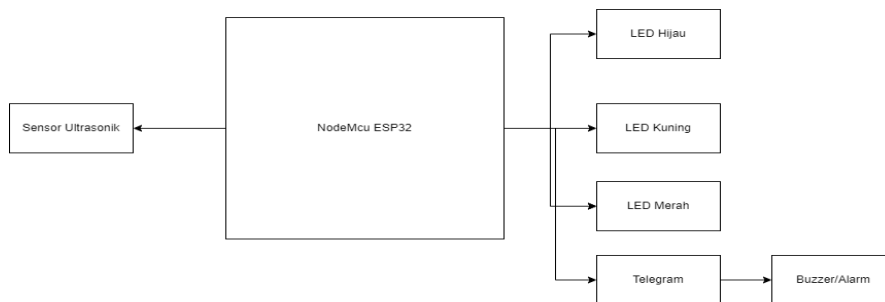 LED Hijau
Sensor Ultrasonik
NodeMcu ESP32
LED Kuning
LED Merah
Telegram
Buzzer/Alarm